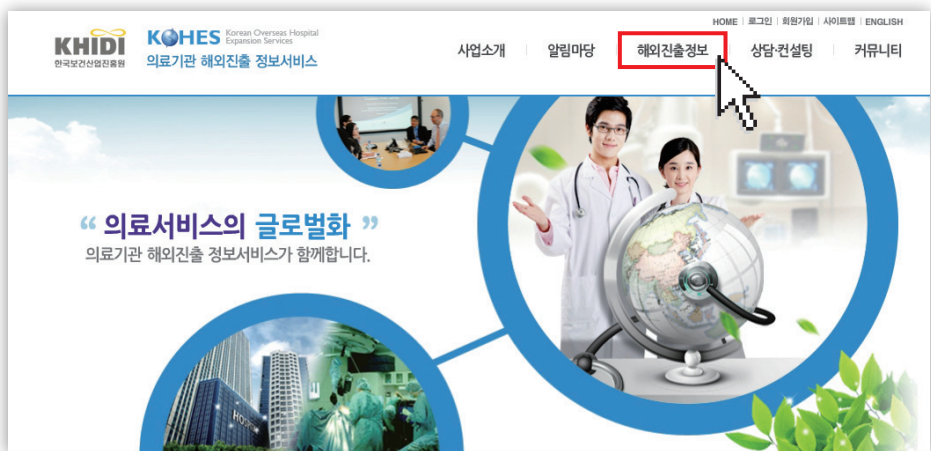 HOME | 로그인 | 회원가입 | 사이트맵 | ENGLISH
KHIDI
한국보건산업진흥원
KOHES Korean Overseas Hospital
Expansion Services
의료기관 해외진출 정보서비스
사업소개 | 알림마당 | 해외진출정보 | 상담·컨설팅 | 커뮤니티
“ 의료서비스의 글로벌화 ”
의료기관 해외진출 정보서비스가 함께합니다.
HOSPITAL